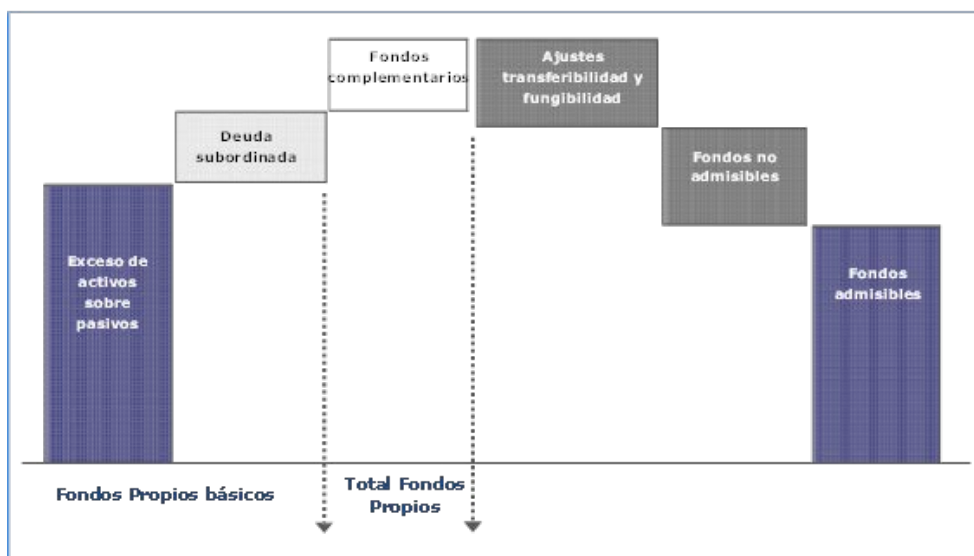 Fondos
complementarios
Ajustes
transferibilidad y
fungibilidad
Deuda
subordinada
Fondos no
admisibles
Exceso de
activos
sobre
pasivos
Fondos
admisibles
Fondos Propios básicos
Total Fondos
Propios